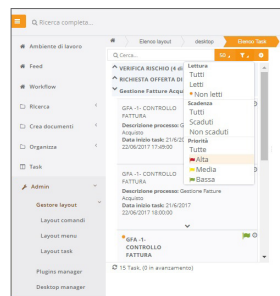 Ricerca completa...
Ambiente di lavoro
Feed
Workflow
Ricerca
Crea documenti
Organizza
Task
Admin
Gestore layout
Layout comandi
Layout menu
Layout task
Plugins manager
Desktop manager
Elenco layout
desktop
Elenco Task
Cerca...
VERIFICA RISCHIO (4 di
RICHIESTA OFFERTA DI
Gestione Fatture Acqui
GFA -1- CONTROLLO
FATTURA
Descrizione processo: G
Acquisto
Data inizio task: 21/6/20
22/06/2017 17:49:00
GFA -1- CONTROLLO
FATTURA
Descrizione processo: Gestione Fatture
Acquisto
Data inizio task: 21/6/2017
22/06/2017 18:00:00
GFA -1-
CONTROLLO
FATTURA
15 Task, (0 in avanzamento)
Lettura
Tutti
Letti
Non letti
Scadenza
Tutti
Scaduti
Non scaduti
Priorità
Tutte
Alta
Media
Bassa